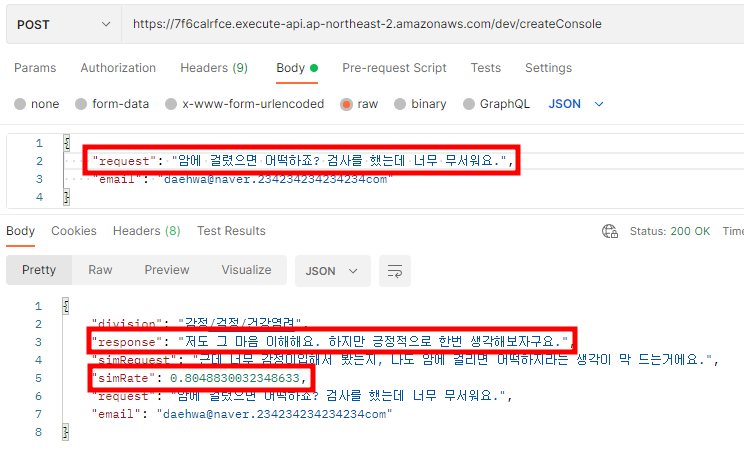 POST
https://7f6calrfce.execute-api.ap-northeast-2.amazonaws.com/dev/createConsole
Params Authorization Headers (9) Body Pre-request Script Tests Settings
none form-data x-www-form-urlencoded raw binary GraphQL JSON
1 {
2 "request": "암에 걸렸으면 어떡하죠? 검사를 했는데 너무 무서워요.",
3 "email": "daehwa@naver.234234234234234com"
4 }
Body Cookies Headers (8) Test Results Status: 200 OK Time
Pretty Raw Preview Visualize JSON
1 {
2 "division": "감정/걱정/건강염려",
3 "response": "저도 그 마음 이해해요. 하지만 긍정적으로 한번 생각해보자구요.",
4 "simRequest": "근데 너무 감정이입해서 봤는지, 나도 암에 걸리면 어떡하지라는 생각이 막 드는거에요.",
5 "simRate": 0.8048830032348633,
6 "request": "암에 걸렸으면 어떡하죠? 검사를 했는데 너무 무서워요.",
7 "email": "daehwa@naver.234234234234234com"
8 }